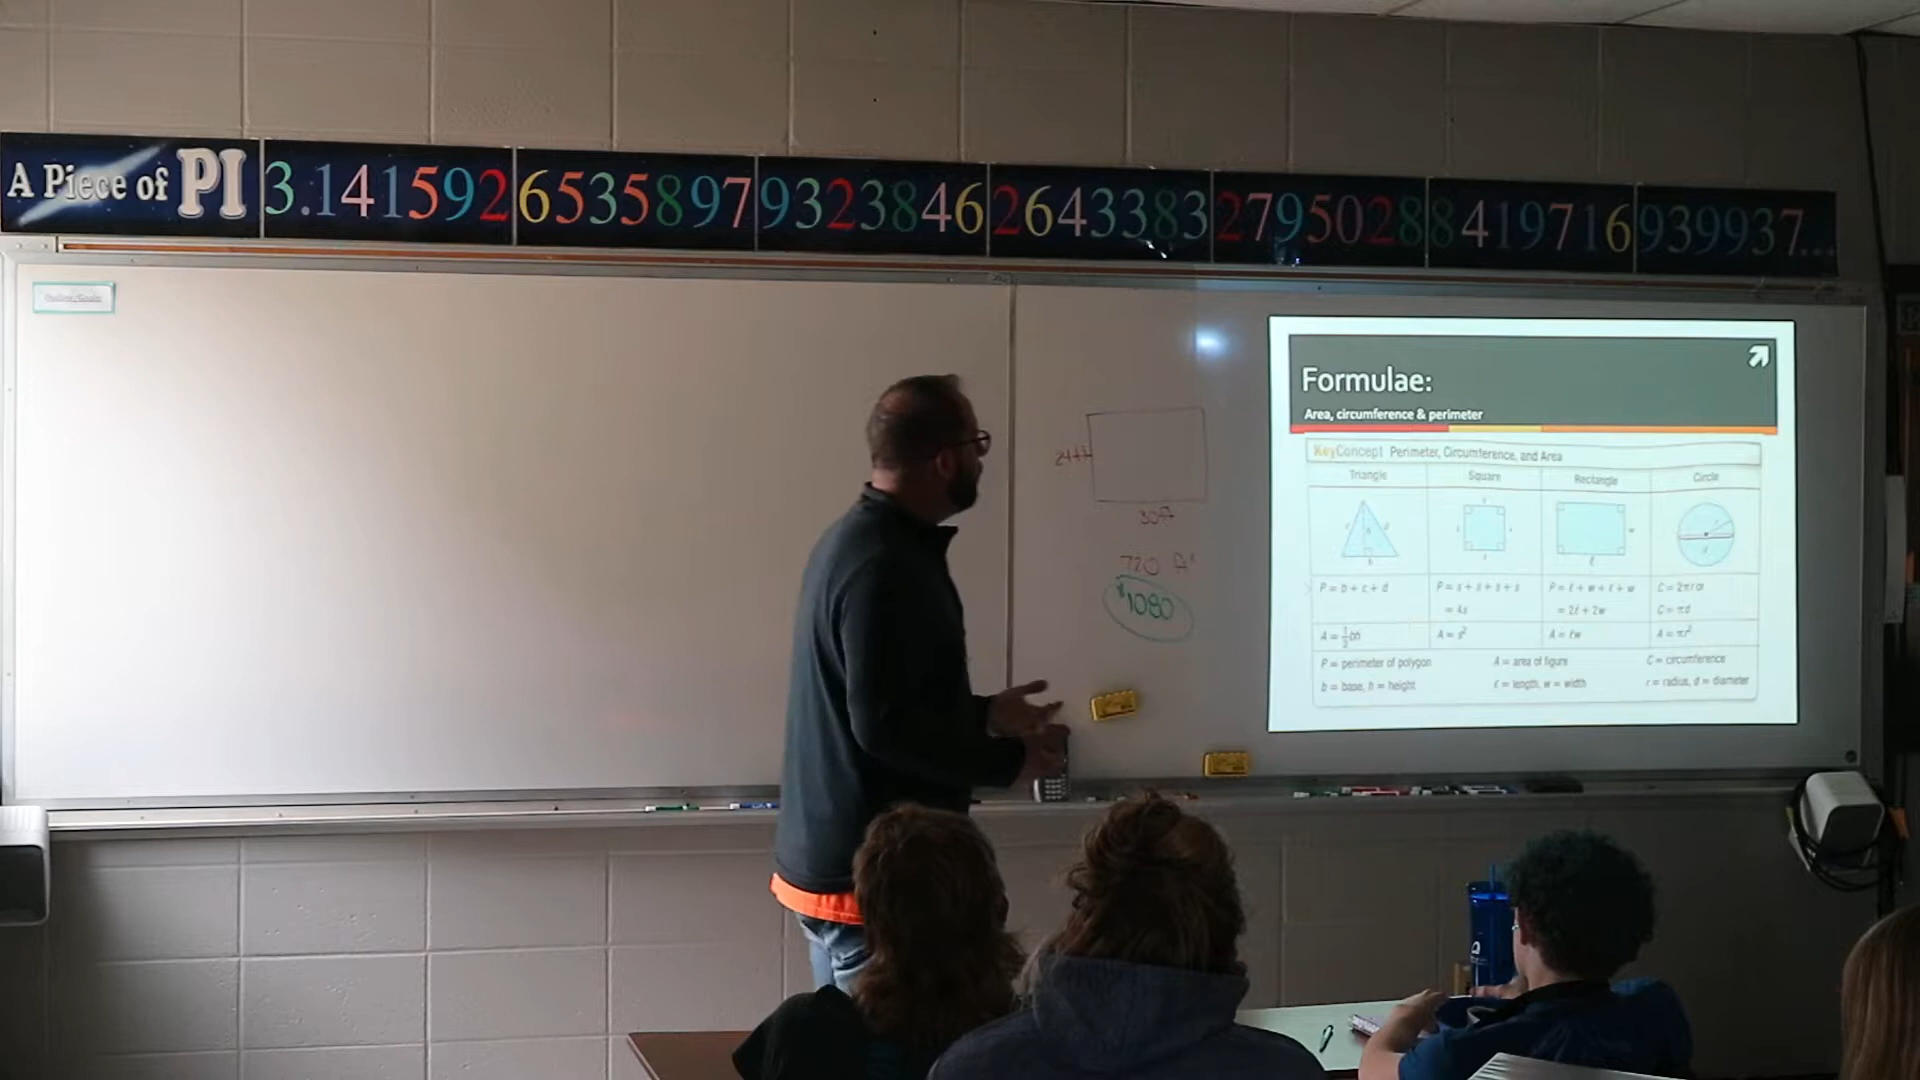 A Piece of PI 3.141592 65358979323846264338327950288419716939937...
24ft
30ft
720 ft²
$1080
Formulae:
Area, circumference & perimeter
KeyConcept Perimeter, Circumference, and Area
Triangle Square Rectangle Circle
P = b + c + d P = s + s + s + s P = ℓ + w + ℓ + w C = 2πr or
= 4s = 2ℓ + 2w C = πd
A = ½bh A = s² A = ℓw A = πr²
P = perimeter of polygon A = area of figure C = circumference
b = base, h = height ℓ = length, w = width r = radius, d = diameter